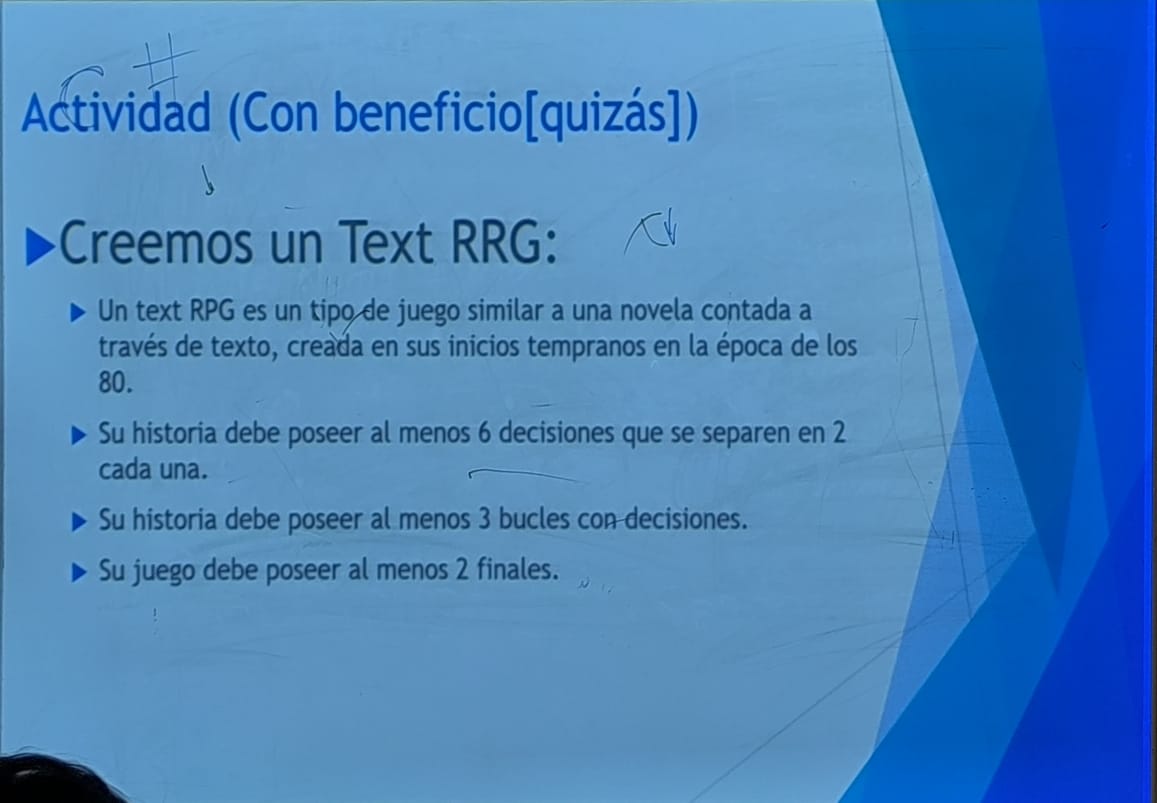 C#
Actividad (Con beneficio[quizás])
Creemos un Text RRG:
Un text RPG es un tipo de juego similar a una novela contada a
través de texto, creada en sus inicios tempranos en la época de los
80.
Su historia debe poseer al menos 6 decisiones que se separen en 2
cada una.
Su historia debe poseer al menos 3 bucles con decisiones.
Su juego debe poseer al menos 2 finales.